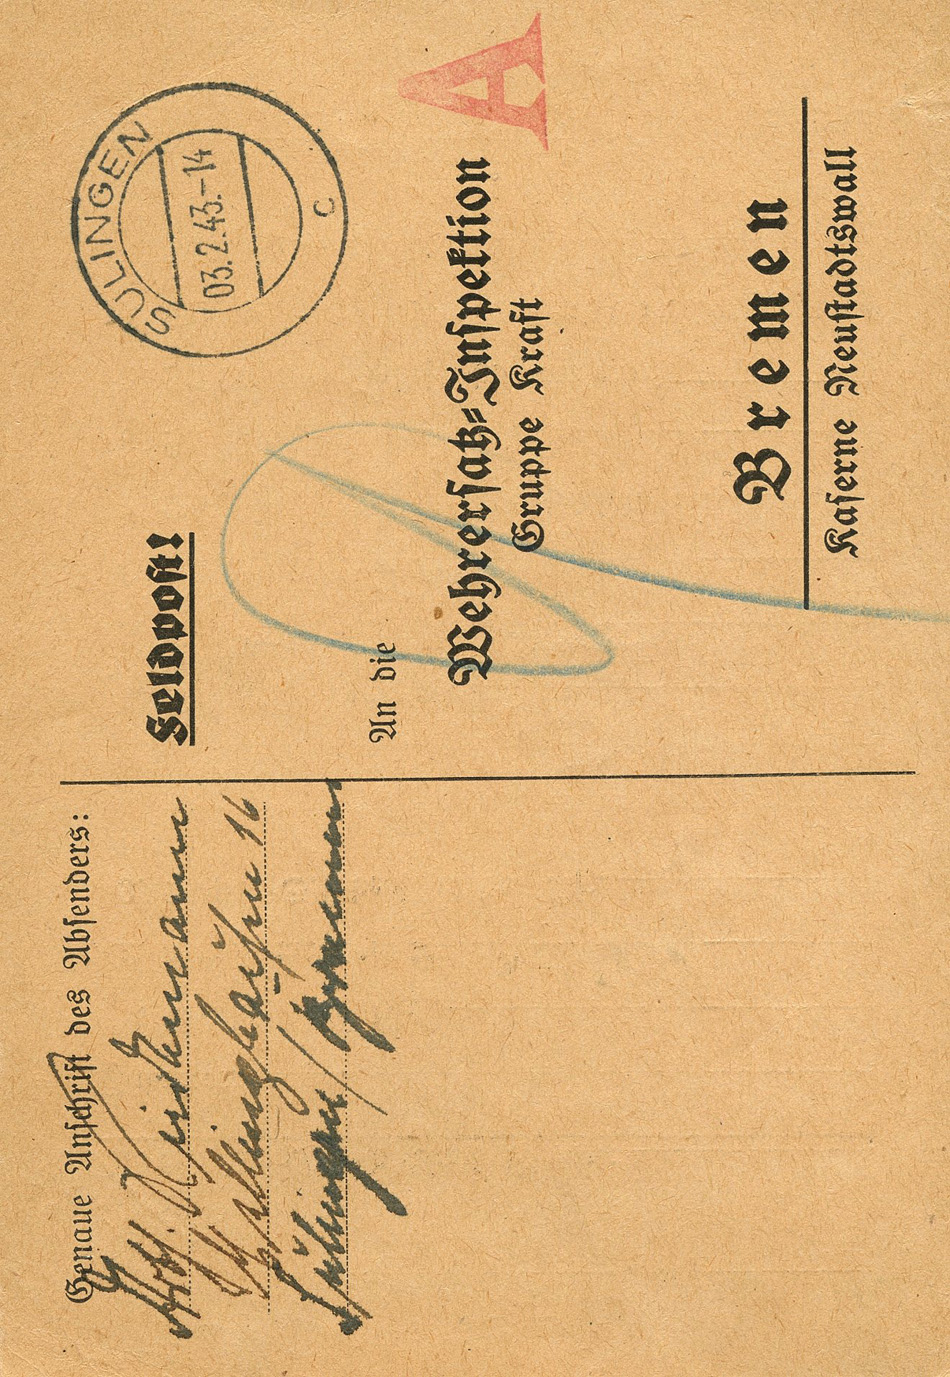 Genaue Anschrift des Absenders:
Sulingen
Feldpost!
SULINGEN
03.2.43.-14
c
An die
A
Wehrersatz=Inspektion
Gruppe Kraft
Bremen
Kaserne Neustadtswall